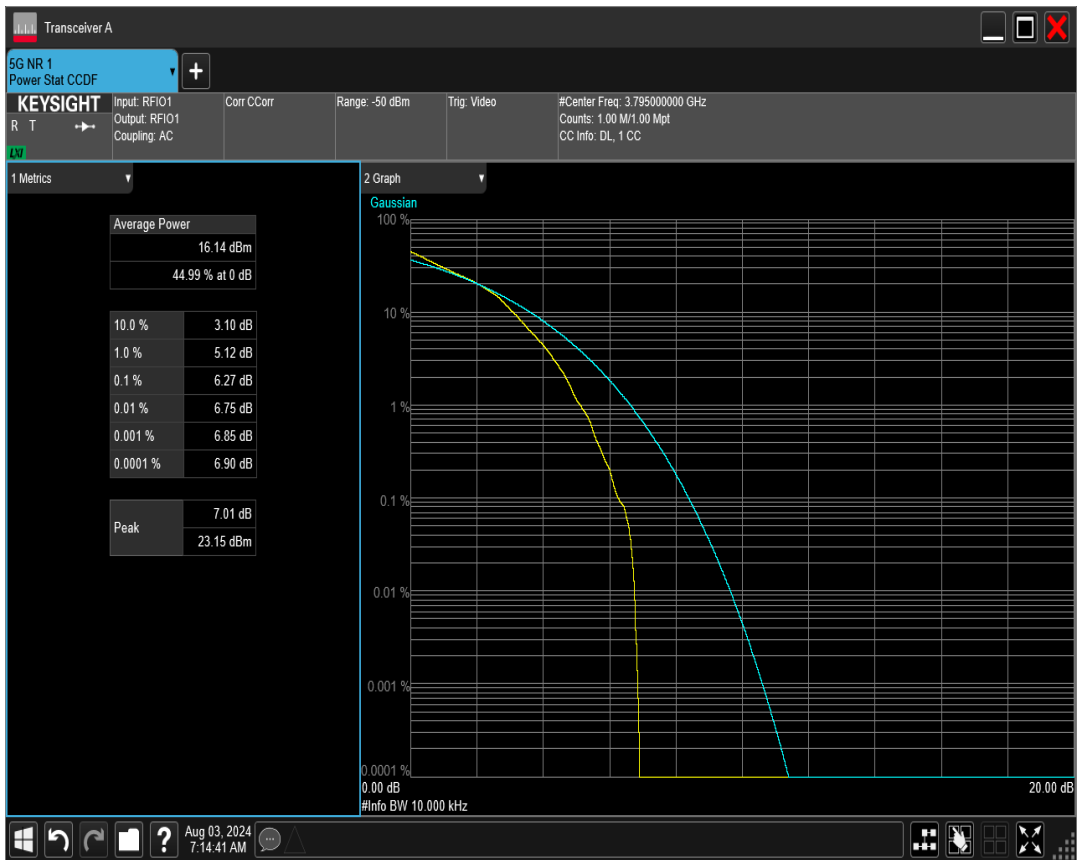 Transceiver A
5G NR 1
Power Stat CCDF
KEYSIGHT
R T
LXI
Input: RFIO1
Output: RFIO1
Coupling: AC
Corr CCorr
Range: -50 dBm
Trig: Video
#Center Freq: 3.795000000 GHz
Counts: 1.00 M/1.00 Mpt
CC Info: DL, 1 CC
1 Metrics
Average Power
16.14 dBm
44.99 % at 0 dB
10.0 % 3.10 dB
1.0 % 5.12 dB
0.1 % 6.27 dB
0.01 % 6.75 dB
0.001 % 6.85 dB
0.0001 % 6.90 dB
Peak
7.01 dB
23.15 dBm
2 Graph
Gaussian
100 %
10 %
1 %
0.1 %
0.01 %
0.001 %
0.0001 %
0.00 dB 20.00 dB
#Info BW 10.000 kHz
Aug 03, 2024
7:14:41 AM